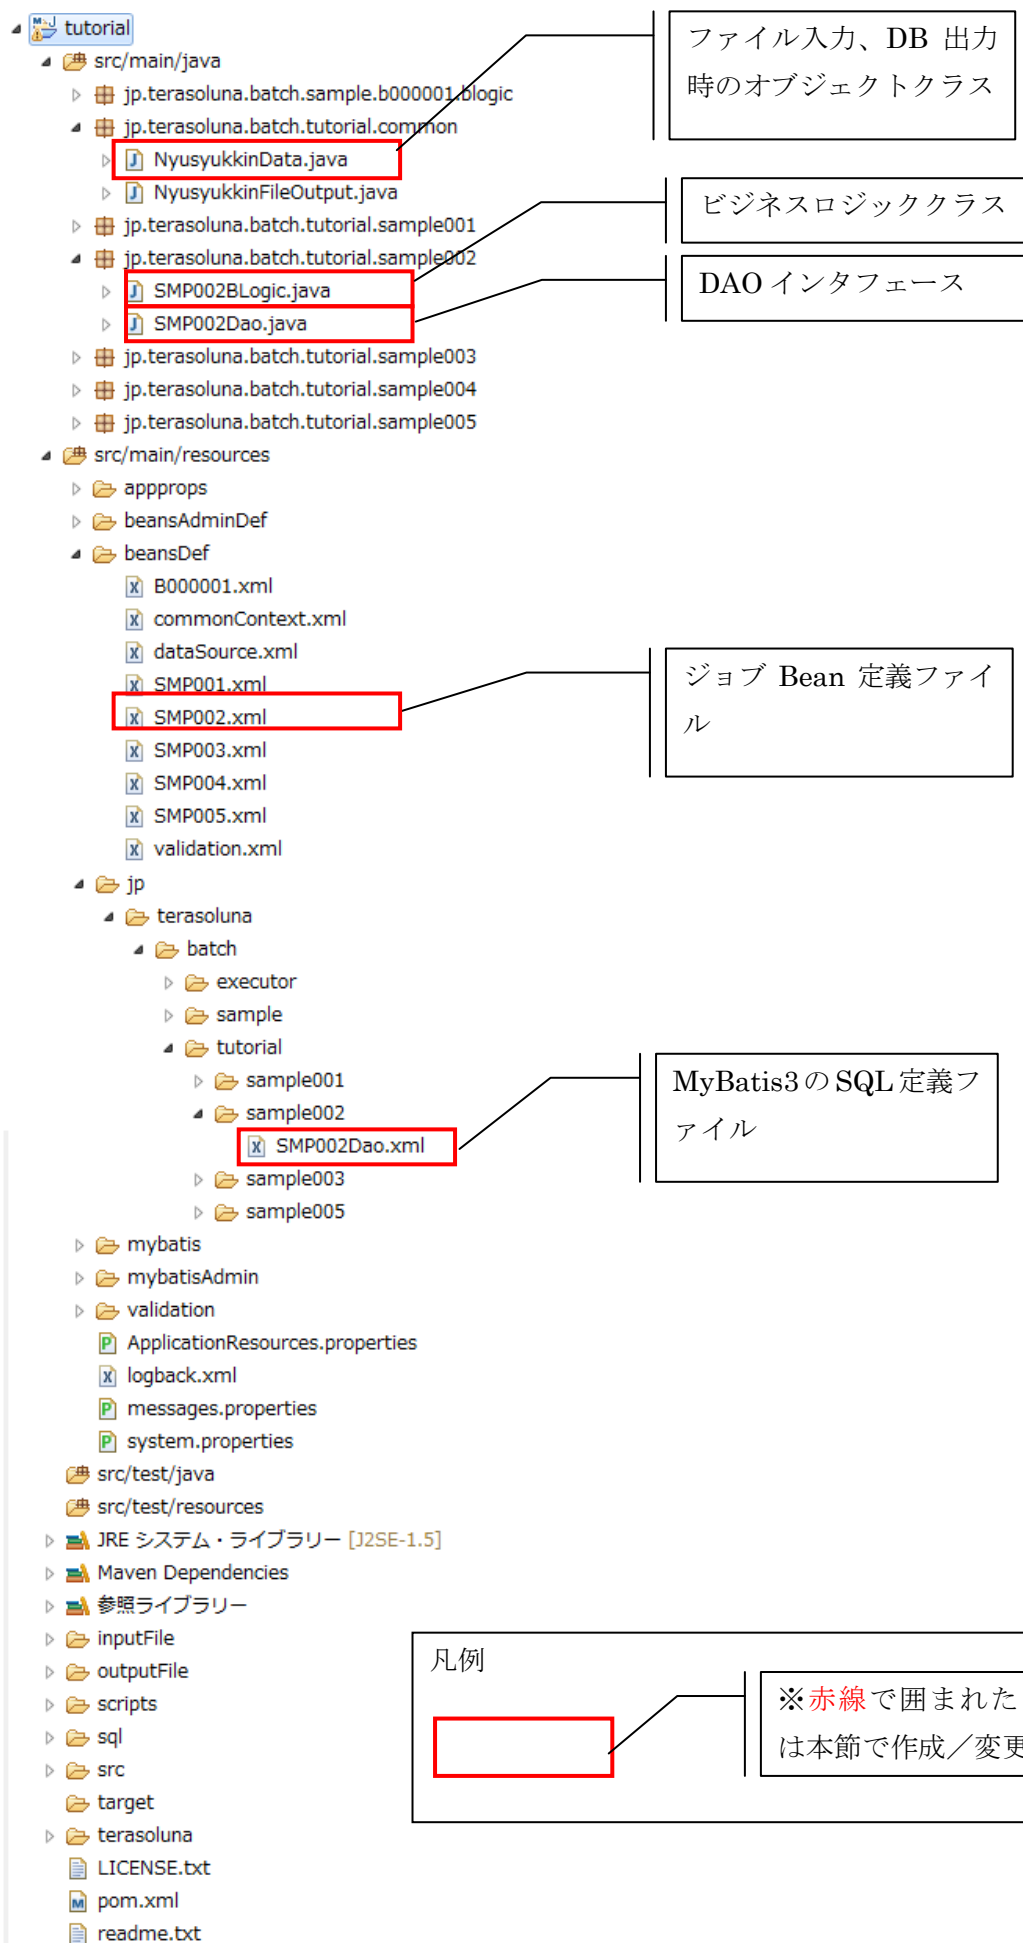 tutorial
ファイル入力、DB 出力
時のオブジェクトクラス
src/main/java
jp.terasoluna.batch.sample.b000001.blogic
jp.terasoluna.batch.tutorial.common
NyusyukkinData.java
NyusyukkinFileOutput.java
ビジネスロジッククラス
jp.terasoluna.batch.tutorial.sample001
jp.terasoluna.batch.tutorial.sample002
DAO インタフェース
SMP002BLogic.java
SMP002Dao.java
jp.terasoluna.batch.tutorial.sample003
jp.terasoluna.batch.tutorial.sample004
jp.terasoluna.batch.tutorial.sample005
src/main/resources
appprops
beansAdminDef
beansDef
B000001.xml
commonContext.xml
dataSource.xml
SMP001.xml
ジョブ Bean 定義ファイ
ル
SMP002.xml
SMP003.xml
SMP004.xml
SMP005.xml
validation.xml
jp
terasoluna
batch
executor
sample
tutorial
sample001
MyBatis3 の SQL 定義フ
ァイル
sample002
SMP002Dao.xml
sample003
sample005
mybatis
mybatisAdmin
validation
ApplicationResources.properties
logback.xml
messages.properties
system.properties
src/test/java
src/test/resources
JRE システム・ライブラリー [J2SE-1.5]
Maven Dependencies
参照ライブラリー
inputFile
outputFile
scripts
sql
src
target
terasoluna
LICENSE.txt
pom.xml
readme.txt
凡例
※赤線で囲まれた
は本節で作成／変更